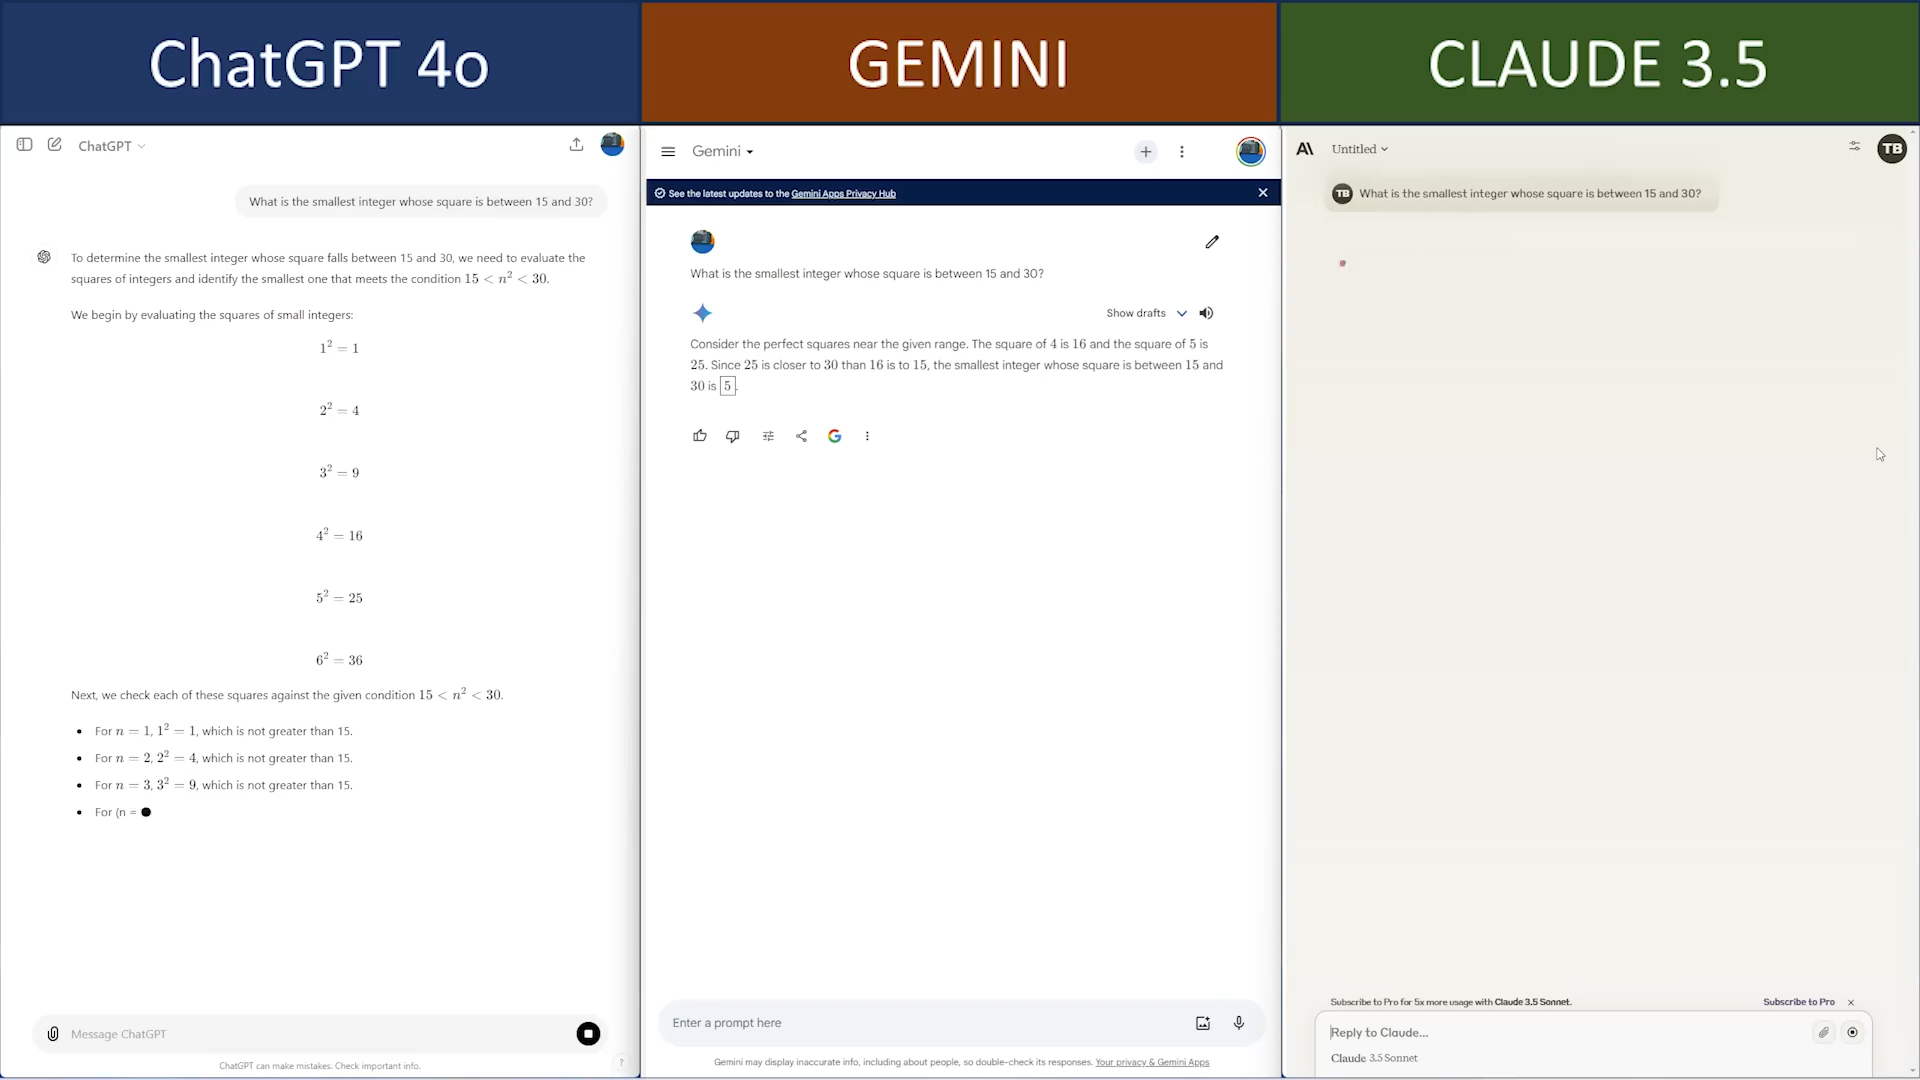 ChatGPT 4o
GEMINI
CLAUDE 3.5
ChatGPT
What is the smallest integer whose square is between 15 and 30?
To determine the smallest integer whose square falls between 15 and 30, we need to evaluate the
squares of integers and identify the smallest one that meets the condition 15 < n² < 30.
We begin by evaluating the squares of small integers:
1² = 1
2² = 4
3² = 9
4² = 16
5² = 25
6² = 36
Next, we check each of these squares against the given condition 15 < n² < 30.
• For n = 1, 1² = 1, which is not greater than 15.
• For n = 2, 2² = 4, which is not greater than 15.
• For n = 3, 3² = 9, which is not greater than 15.
• For (n =
Message ChatGPT
ChatGPT can make mistakes. Check important info.
?
Gemini
See the latest updates to the Gemini Apps Privacy Hub
What is the smallest integer whose square is between 15 and 30?
Show drafts
Consider the perfect squares near the given range. The square of 4 is 16 and the square of 5 is
25. Since 25 is closer to 30 than 16 is to 15, the smallest integer whose square is between 15 and
30 is 5.
Enter a prompt here
Gemini may display inaccurate info, including about people, so double-check its responses. Your privacy & Gemini Apps
Untitled
TB
TB What is the smallest integer whose square is between 15 and 30?
Subscribe to Pro for 5x more usage with Claude 3.5 Sonnet.
Subscribe to Pro
Reply to Claude...
Claude 3.5 Sonnet